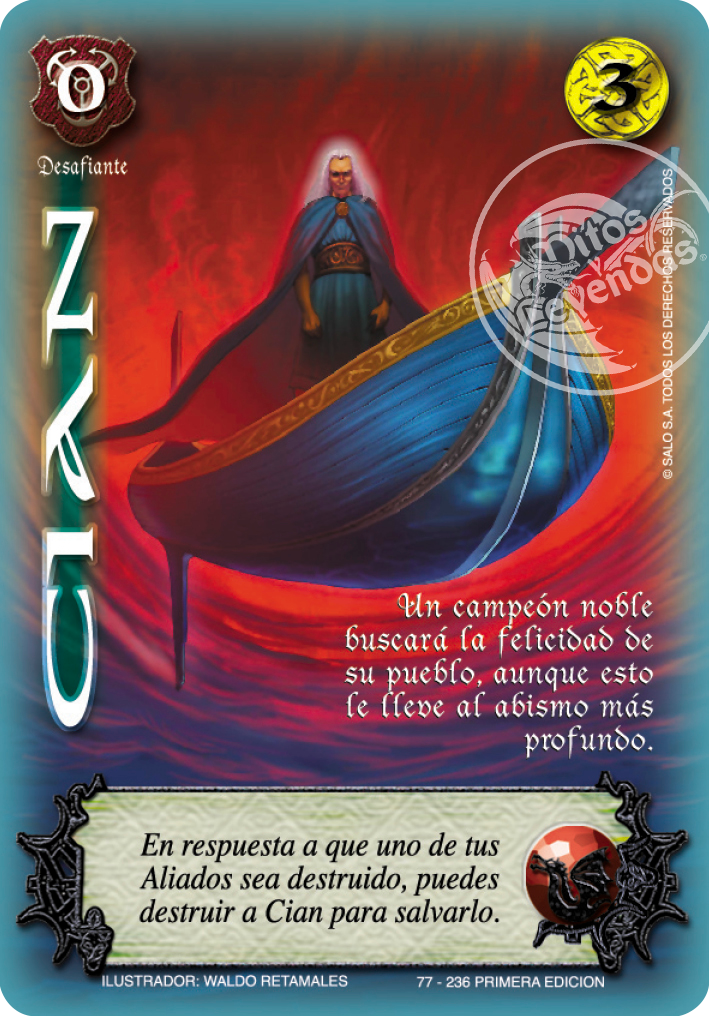 0
3
Desafiante
CIAN
Mitos
y
Leyendas
© SALO S.A. TODOS LOS DERECHOS RESERVADOS
Un campeón noble
buscará la felicidad de
su pueblo, aunque esto
le lleve al abismo más
profundo.
En respuesta a que uno de tus
Aliados sea destruido, puedes
destruir a Cian para salvarlo.
ILUSTRADOR: WALDO RETAMALES
77 - 236 PRIMERA EDICION